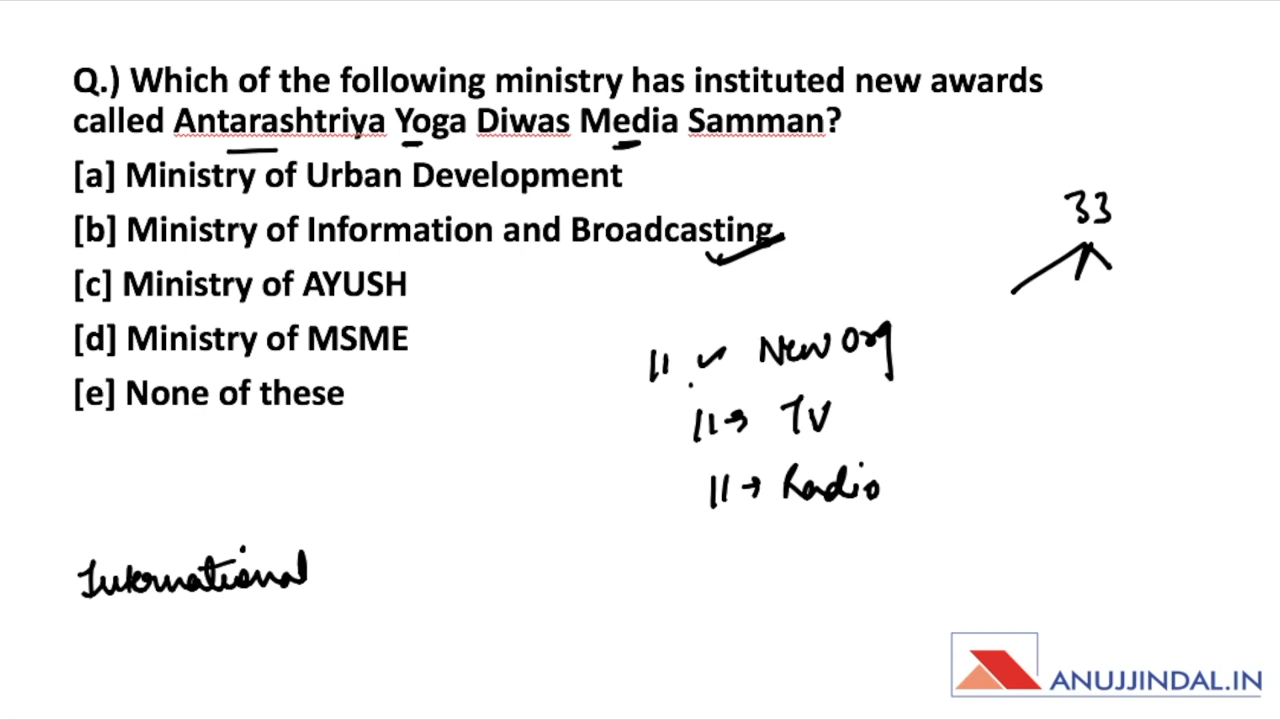 Q.) Which of the following ministry has instituted new awards
called Antarashtriya Yoga Diwas Media Samman?
[a] Ministry of Urban Development
[b] Ministry of Information and Broadcasting
[c] Ministry of AYUSH
[d] Ministry of MSME
[e] None of these
33
11 ✓ New Org
11 → TV
11 → Radio
International
ANUJJINDAL.IN